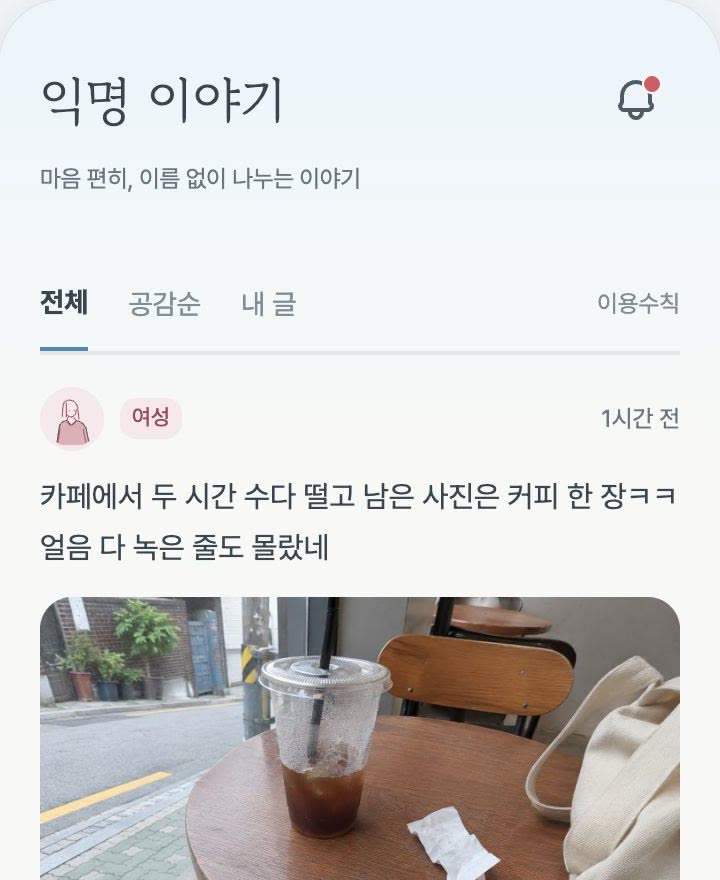 익명 이야기
마음 편히, 이름 없이 나누는 이야기
전체 공감순 내 글 이용수칙
여성 1시간 전
카페에서 두 시간 수다 떨고 남은 사진은 커피 한 장ㅋㅋ
얼음 다 녹은 줄도 몰랐네